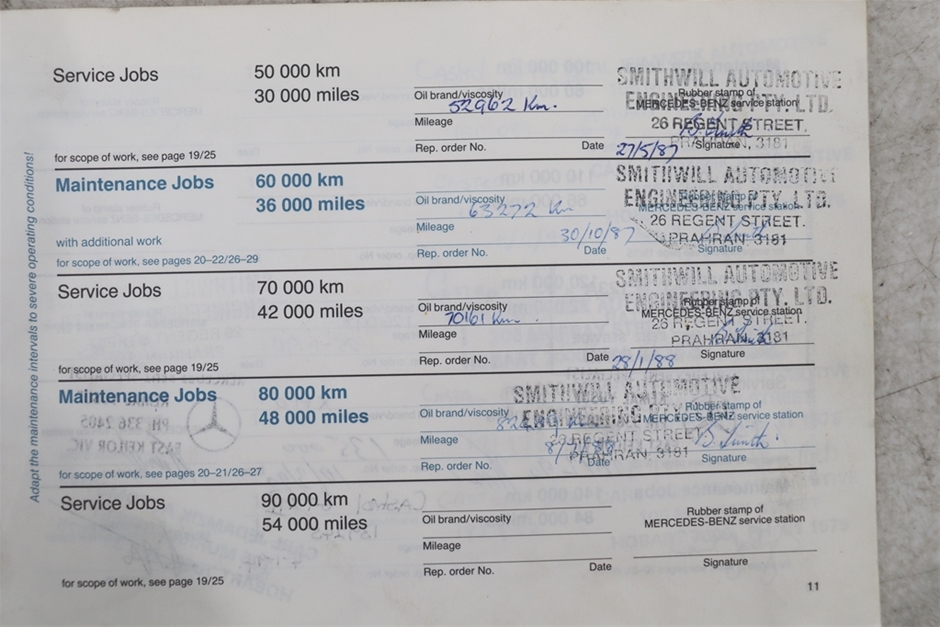 Service Jobs
50 000 km
30 000 miles
for scope of work, see page 19/25
Oil brand/viscosity
52962 Km.
Mileage
Rep. order No.
Date 27/5/87
SMITHWILL AUTOMOTIVE
ENGINEERING PTY. LTD.
26 REGENT STREET.
PRAHRAN, 3181
Rubber stamp of
MERCEDES-BENZ service station
B. Smith
Signature
Maintenance Jobs
60 000 km
36 000 miles
with additional work
for scope of work, see pages 20–22/26–29
Oil brand/viscosity
63272 Km
Mileage
Rep. order No.
30/10/87
Date
SMITHWILL AUTOMOTIVE
ENGINEERING PTY. LTD.
26 REGENT STREET.
PRAHRAN, 3181
MERCEDES-BENZ service station
B. Smith
Signature
Service Jobs
70 000 km
42 000 miles
for scope of work, see page 19/25
Oil brand/viscosity
70161 Km.
Mileage
Rep. order No.
Date 28/1/88
SMITHWILL AUTOMOTIVE
ENGINEERING PTY. LTD.
26 REGENT STREET.
PRAHRAN, 3181
Rubber stamp of
MERCEDES-BENZ service station
B. Smith
Signature
Maintenance Jobs
80 000 km
48 000 miles
for scope of work, see pages 20–21/26–27
Oil brand/viscosity
Mileage
Rep. order No.
Date
SMITHWILL AUTOMOTIVE
ENGINEERING PTY.
26 REGENT STREET
PRAHRAN, 3181
Rubber stamp of
MERCEDES-BENZ service station
B. Smith.
Signature
Service Jobs
90 000 km
54 000 miles
for scope of work, see page 19/25
Oil brand/viscosity
Mileage
Rep. order No.
Date
Rubber stamp of
MERCEDES-BENZ service station
Signature
Adapt the maintenance intervals to severe operating conditions!
11